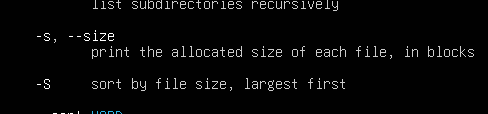 list subdirectories recursively
-s, --size
print the allocated size of each file, in blocks
-S sort by file size, largest first